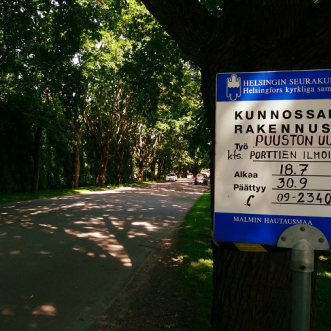 HELSINGIN SEURAKU
Helsingfors kyrkliga sam
KUNNOSSA
RAKENNUS
Työ PUUSTON UU
kts. PORTTIEN ILMOI
Alkaa 18.7
Päättyy 30.9
09-2340
MALMIN HAUTAUSMAA